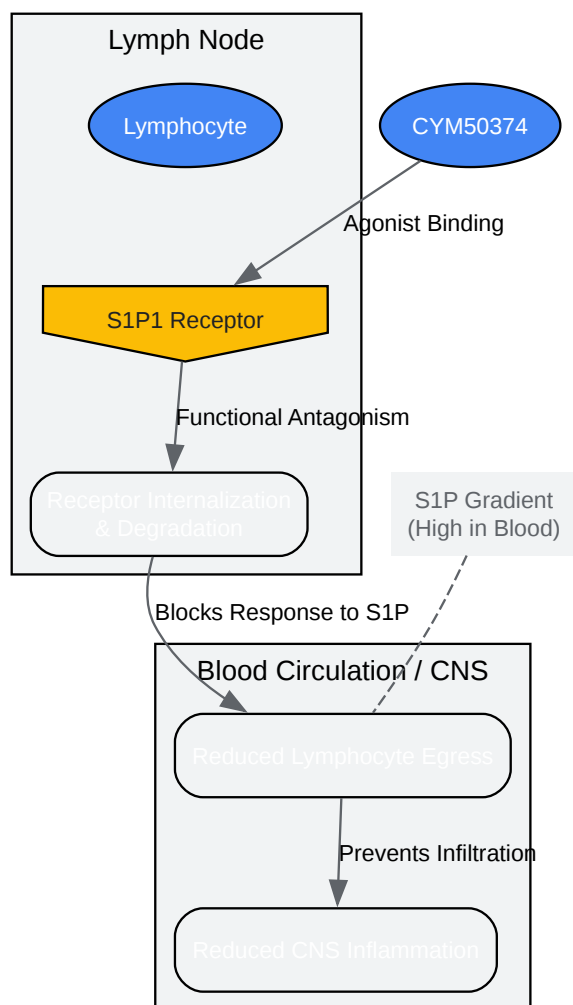 Lymph Node
Lymphocyte
CYM50374
Agonist Binding
S1P1 Receptor
Functional Antagonism
Receptor Internalization
& Degradation
S1P Gradient
(High in Blood)
Blocks Response to S1P
Blood Circulation / CNS
Reduced Lymphocyte Egress
Prevents Infiltration
Reduced CNS Inflammation